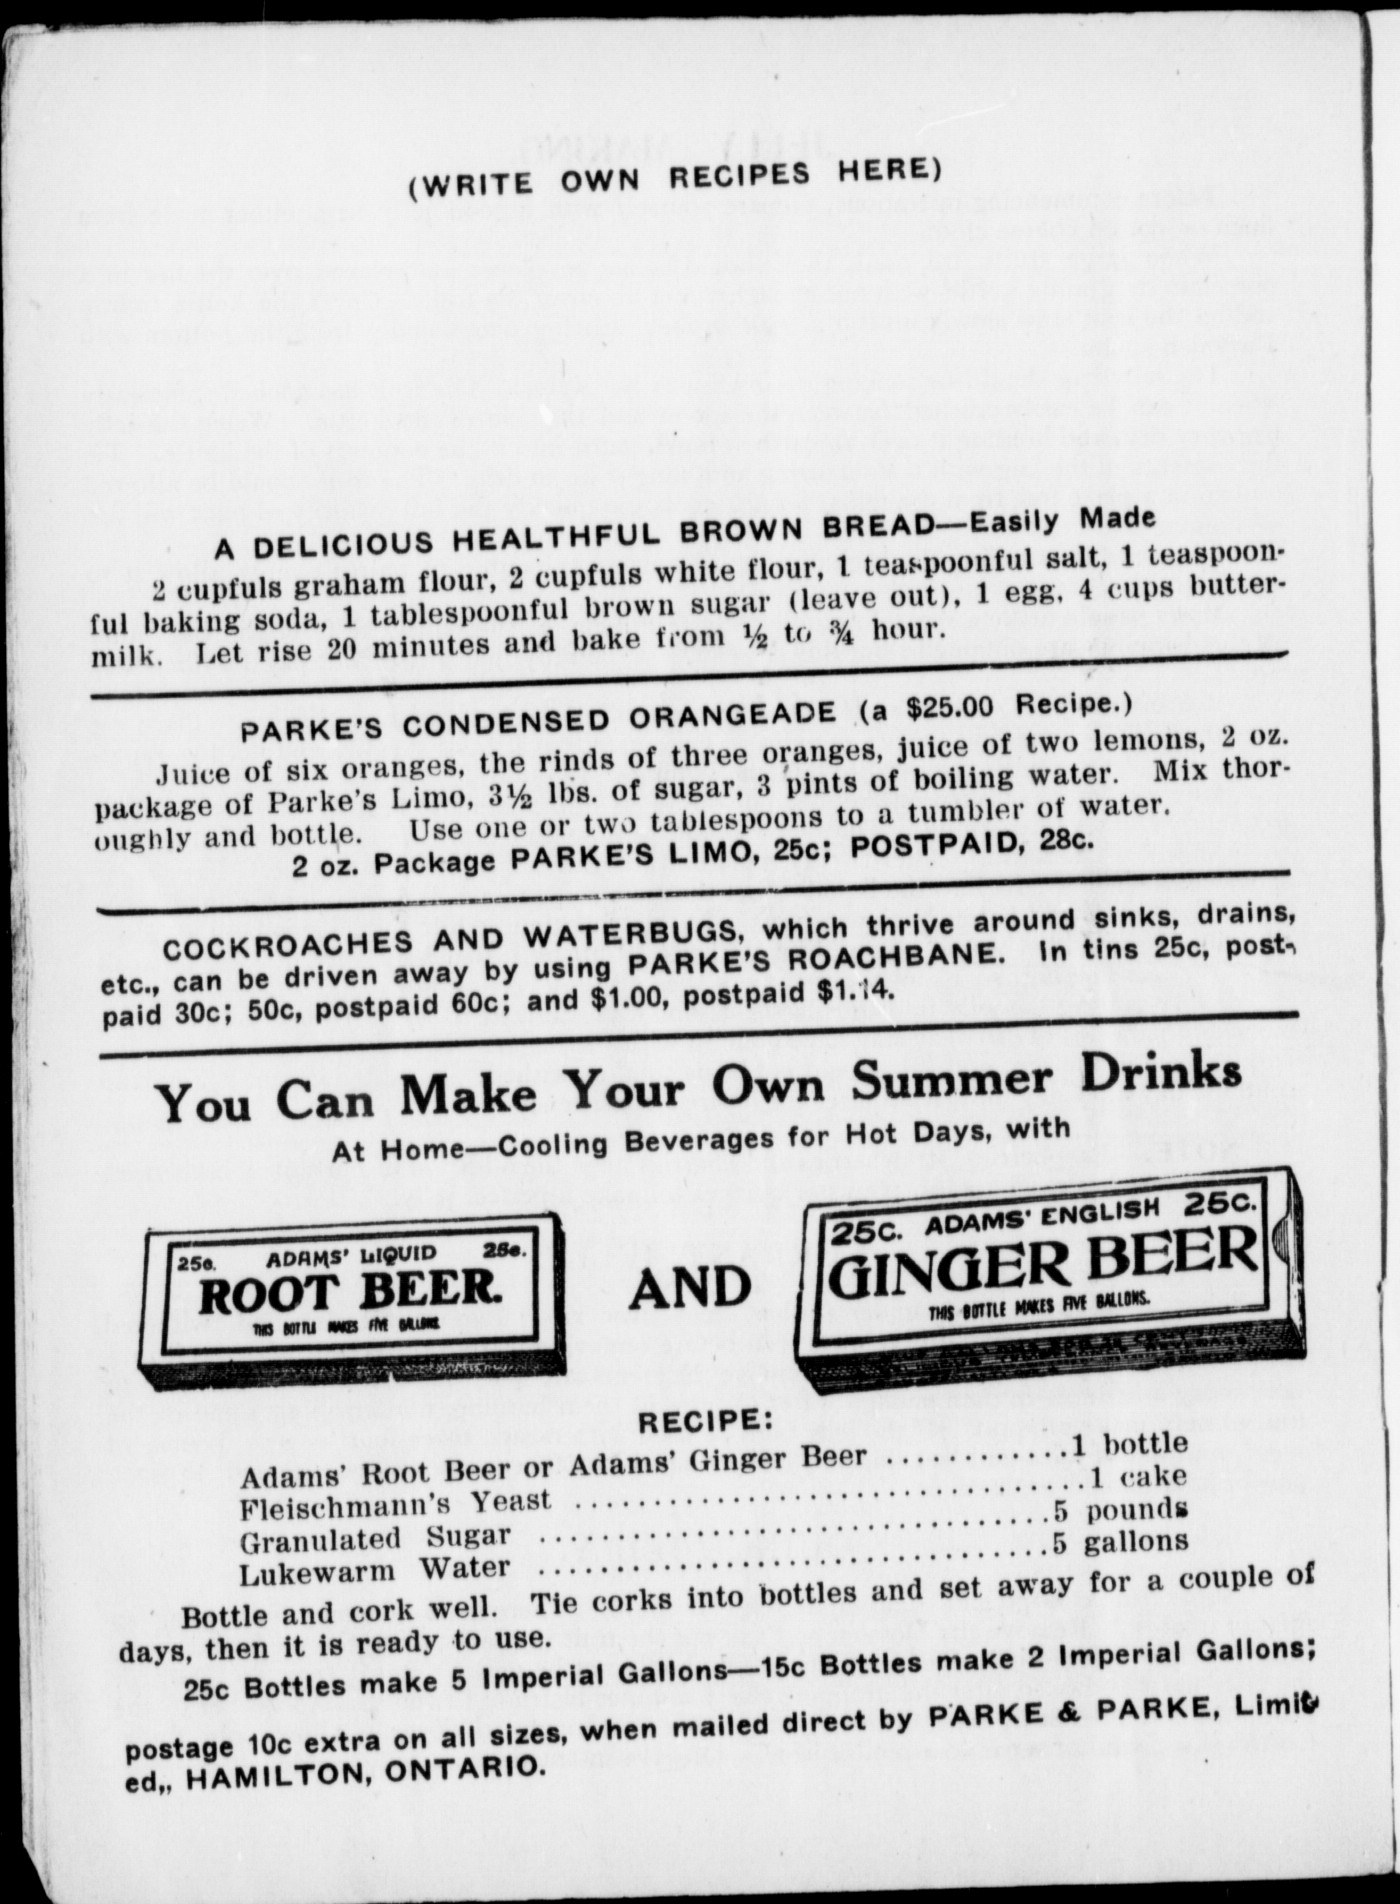 (WRITE OWN RECIPES HERE)
A DELICIOUS HEALTHFUL BROWN BREAD—Easily Made
2 cupfuls graham flour, 2 cupfuls white flour, 1 teaspoonful salt, 1 teaspoon-
ful baking soda, 1 tablespoonful brown sugar (leave out), 1 egg, 4 cups butter-
milk. Let rise 20 minutes and bake from ½ to ¾ hour.
PARKE'S CONDENSED ORANGEADE (a $25.00 Recipe.)
Juice of six oranges, the rinds of three oranges, juice of two lemons, 2 oz.
package of Parke's Limo, 3½ lbs. of sugar, 3 pints of boiling water. Mix thor-
oughly and bottle. Use one or two tablespoons to a tumbler of water.
2 oz. Package PARKE'S LIMO, 25c; POSTPAID, 28c.
COCKROACHES AND WATERBUGS, which thrive around sinks, drains,
etc., can be driven away by using PARKE'S ROACHBANE. In tins 25c, post-
paid 30c; 50c, postpaid 60c; and $1.00, postpaid $1.14.
You Can Make Your Own Summer Drinks
At Home—Cooling Beverages for Hot Days, with
25c. ADAMS' LIQUID 25c.
ROOT BEER.
THIS BOTTLE MAKES FIVE GALLONS.
AND
25C. ADAMS' ENGLISH 25C.
GINGER BEER
THIS BOTTLE MAKES FIVE GALLONS.
RECIPE:
Adams' Root Beer or Adams' Ginger Beer ............1 bottle
Fleischmann's Yeast ................................1 cake
Granulated Sugar ................................5 pounds
Lukewarm Water ................................5 gallons
Bottle and cork well. Tie corks into bottles and set away for a couple of
days, then it is ready to use.
25c Bottles make 5 Imperial Gallons—15c Bottles make 2 Imperial Gallons;
postage 10c extra on all sizes, when mailed direct by PARKE & PARKE, Limit-
ed,, HAMILTON, ONTARIO.